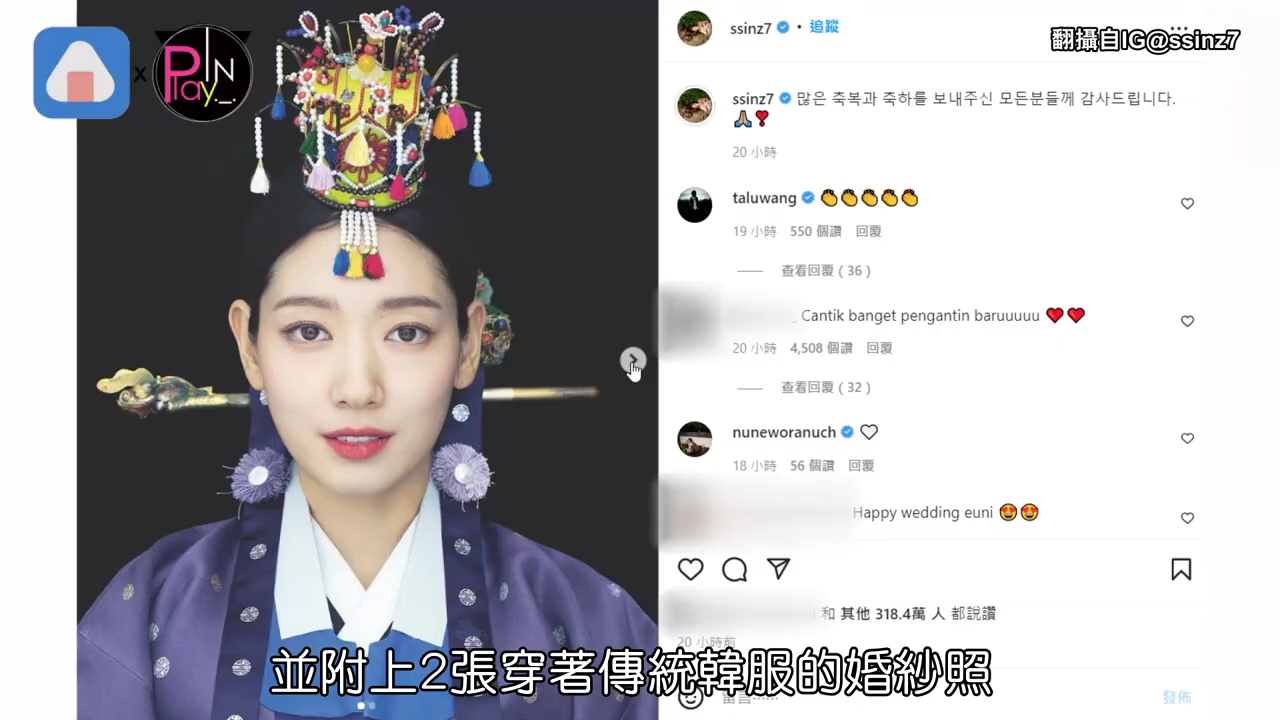 PlayIN
x
ssinz7 • 追蹤
翻攝自IG@ssinz7
ssinz7 많은 축복과 축하를 보내주신 모든분들께 감사드립니다.
🙏🏽❣️
20 小時
taluwang 👏👏👏👏👏
19 小時 550 個讚 回覆
查看回覆 ( 36 )
_ Cantik banget pengantin baruuuuu ❤️❤️
20 小時 4,508 個讚 回覆
查看回覆 ( 32 )
nuneworanuch 🤍
18 小時 56 個讚 回覆
Happy wedding euni 😍😍
和 其他 318.4萬 人 都說讚
20 小時前
並附上2張穿著傳統韓服的婚紗照
留言......
發佈